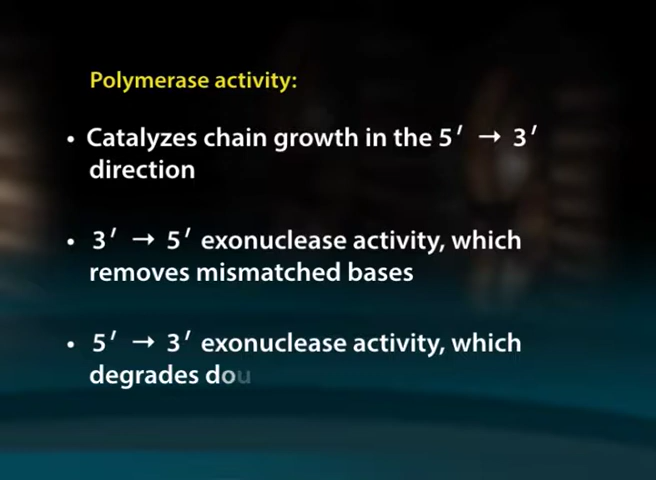 Polymerase activity:
• Catalyzes chain growth in the 5′ → 3′
direction
• 3′ → 5′ exonuclease activity, which
removes mismatched bases
• 5′ → 3′ exonuclease activity, which
degrades dou